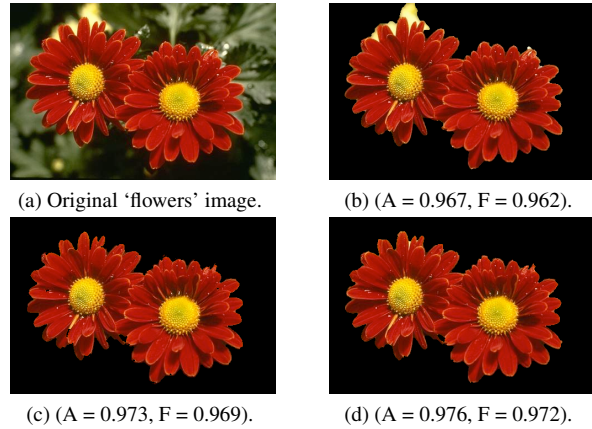 (a) Original ‘flowers’ image.
(b) (A = 0.967, F = 0.962).
(c) (A = 0.973, F = 0.969).
(d) (A = 0.976, F = 0.972).